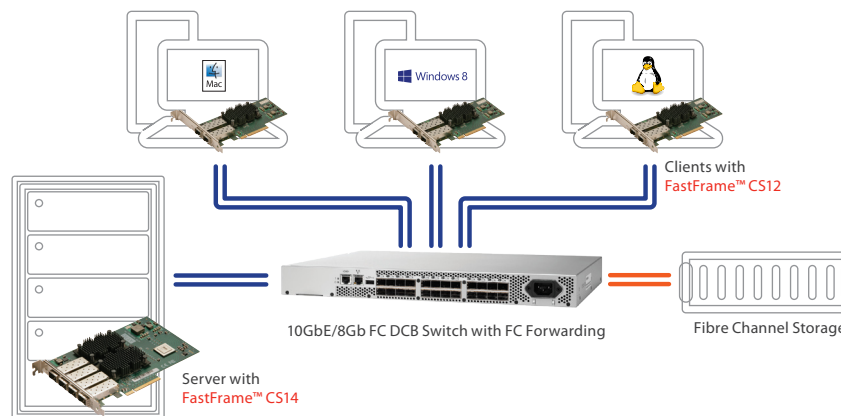 Mac
Windows 8
Clients with
FastFrame™ CS12
10GbE/8Gb FC DCB Switch with FC Forwarding
Fibre Channel Storage
Server with
FastFrame™ CS14